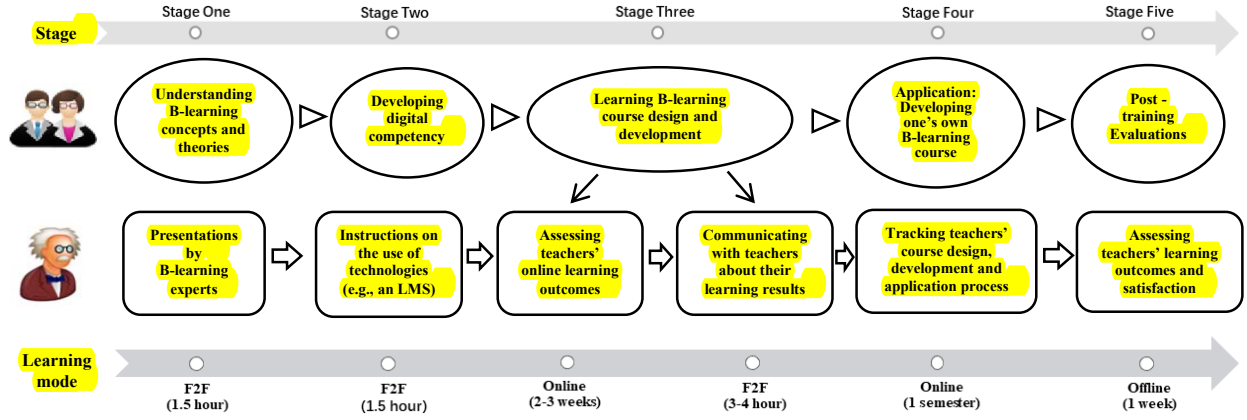 Stage
Stage One
Stage Two
Stage Three
Stage Four
Stage Five
Understanding
B-learning
concepts and
theories
Developing
digital
competency
Learning B-learning
course design and
development
Application:
Developing
one's own
B-learning
course
Post -
training
Evaluations
Presentations
by
B-learning
experts
Instructions on
the use of
technologies
(e.g., an LMS)
Assessing
teachers'
online learning
outcomes
Communicating
with teachers
about their
learning results
Tracking teachers'
course design,
development and
application process
Assessing
teachers' learning
outcomes and
satisfaction
Learning
mode
F2F
(1.5 hour)
F2F
(1.5 hour)
Online
(2-3 weeks)
F2F
(3-4 hour)
Online
(1 semester)
Offline
(1 week)